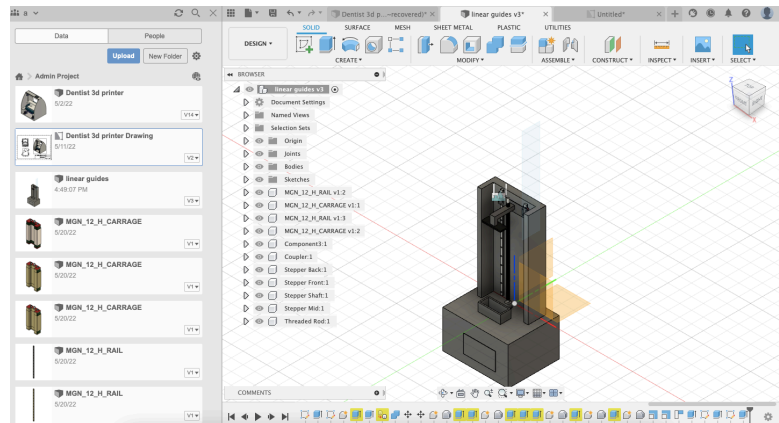 a
Dentist 3d p...-recovered)*
linear guides v3*
Untitled*
Data
People
SOLID
SURFACE
MESH
SHEET METAL
PLASTIC
UTILITIES
Upload
New Folder
DESIGN
CREATE
MODIFY
ASSEMBLE
CONSTRUCT
INSPECT
INSERT
SELECT
Admin Project
BROWSER
Dentist 3d printer
5/2/22
V14
linear guides v3
Document Settings
Named Views
Selection Sets
Origin
Joints
Bodies
Sketches
MGN_12_H_RAIL v1:2
MGN_12_H_CARRAGE v1:1
MGN_12_H_RAIL v1:3
MGN_12_H_CARRAGE v1:2
Component3:1
Coupler:1
Stepper Back:1
Stepper Front:1
Stepper Shaft:1
Stepper Mid:1
Threaded Rod:1
Dentist 3d printer Drawing
5/11/22
V2
linear guides
4:49:07 PM
V3
MGN_12_H_CARRAGE
5/20/22
V1
MGN_12_H_CARRAGE
5/20/22
V1
MGN_12_H_CARRAGE
5/20/22
V1
MGN_12_H_RAIL
5/20/22
V1
MGN_12_H_RAIL
5/20/22
V1
Z
X
COMMENTS